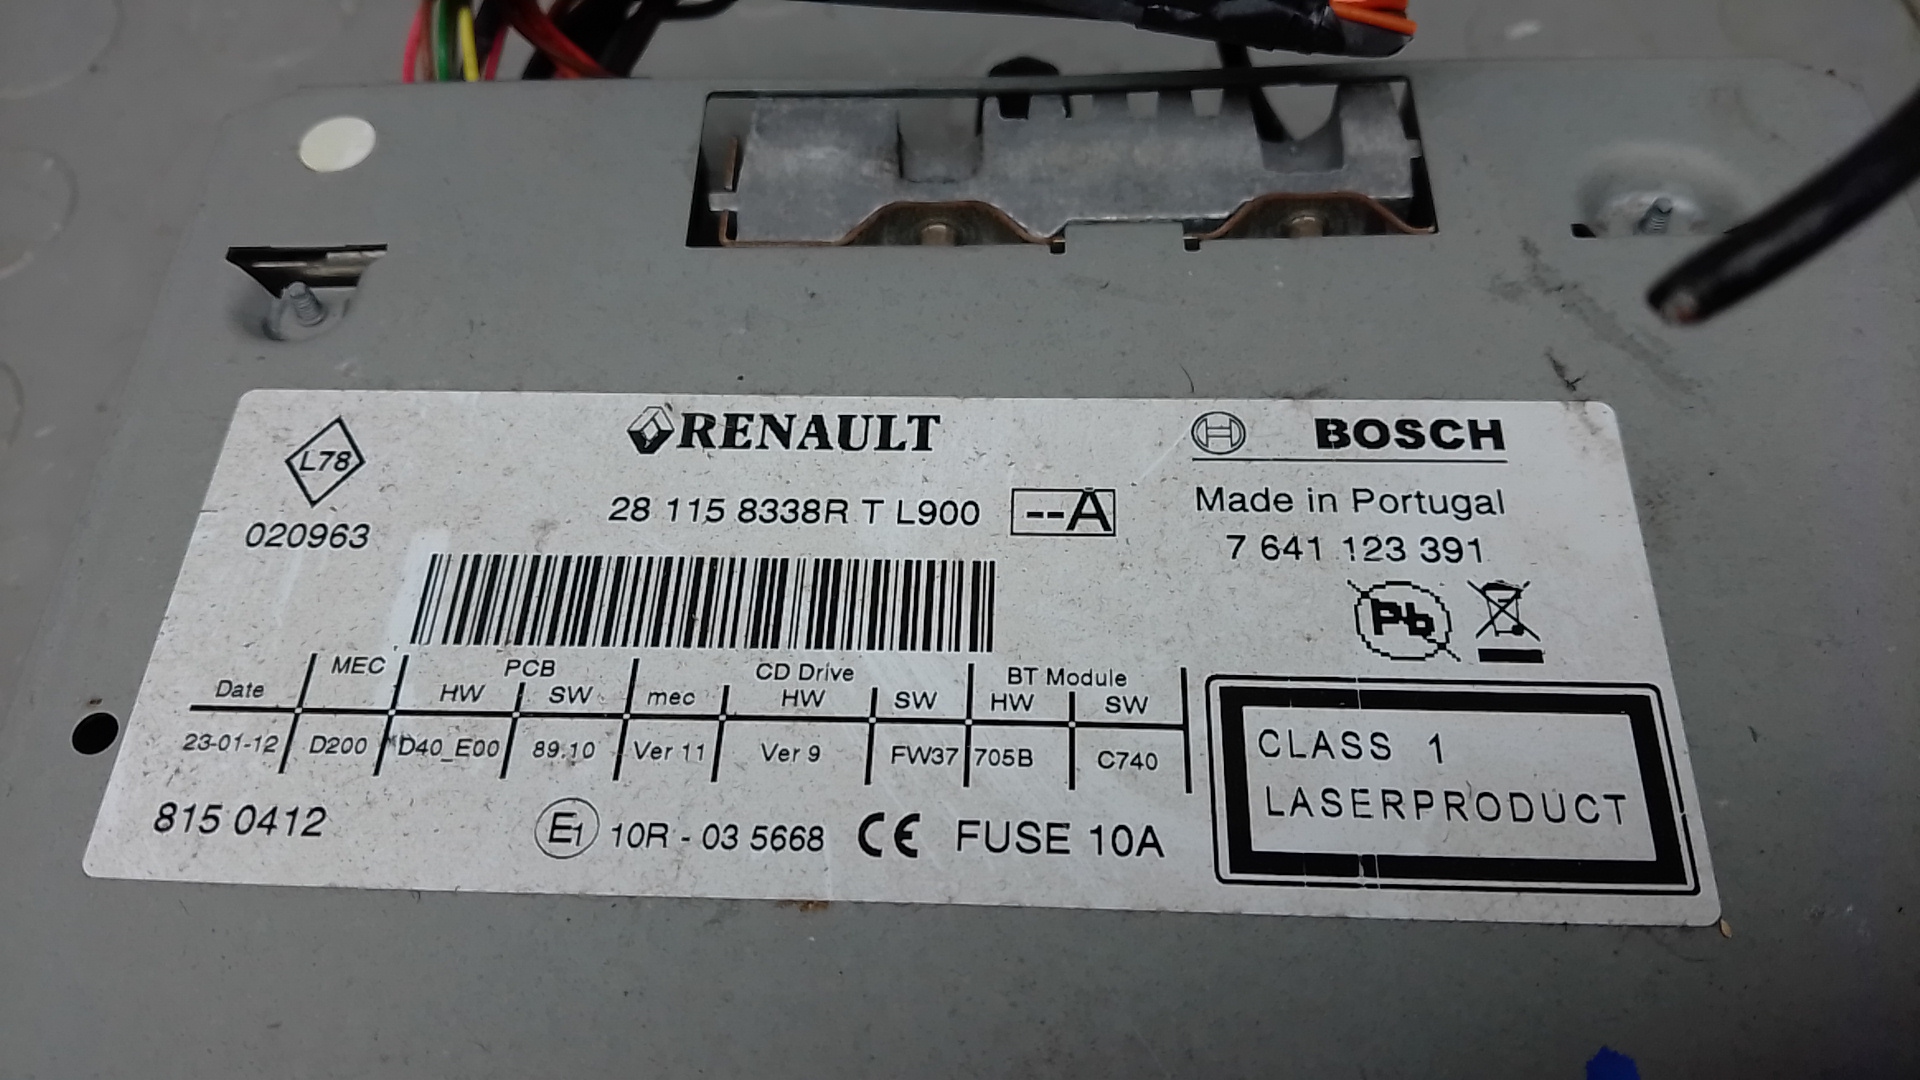 L78
020963
RENAULT
28 115 8338R T L900 --A
BOSCH
Made in Portugal
7 641 123 391
Pb
Date MEC PCB CD Drive BT Module
HW SW mec HW SW HW SW
23-01-12 D200 D40_E00 89.10 Ver 11 Ver 9 FW37 705B C740
815 0412
E1 10R - 03 5668 CE FUSE 10A
CLASS 1
LASERPRODUCT